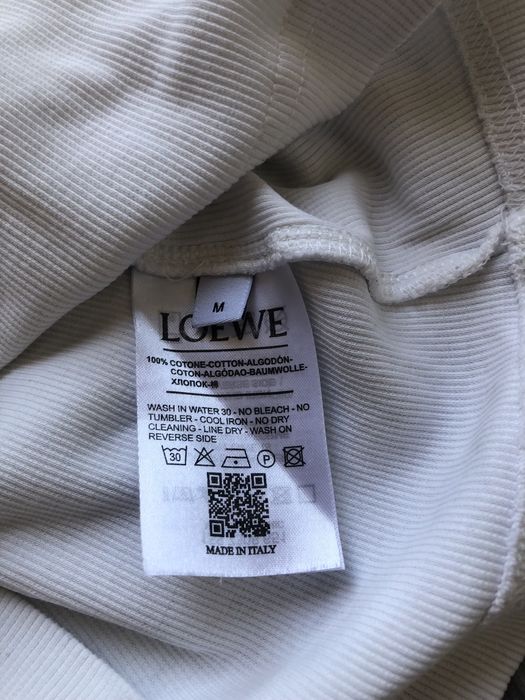 M
LOEWE
100% COTONE-COTTON-ALGODÓN-
COTON-ALGODAO-BAUMWOLLE-
ХЛОПОК-棉
WASH IN WATER 30 - NO BLEACH - NO
TUMBLER - COOL IRON - NO DRY
CLEANING - LINE DRY - WASH ON
REVERSE SIDE
30 P
MADE IN ITALY